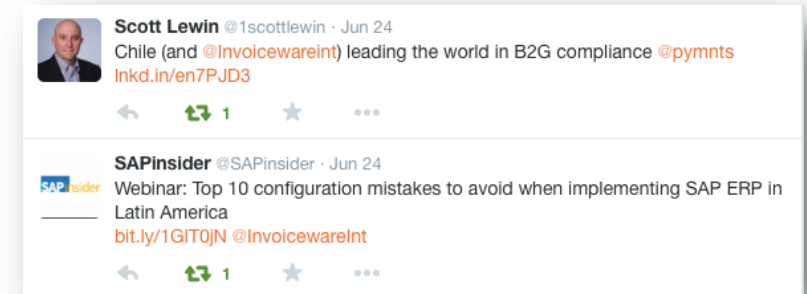 Scott Lewin @1scottlewin · Jun 24
Chile (and @Invoicewareint) leading the world in B2G compliance @pymnts
lnkd.in/en7PJD3
1
SAPinsider @SAPinsider · Jun 24
SAPinsider
Webinar: Top 10 configuration mistakes to avoid when implementing SAP ERP in
Latin America
bit.ly/1GlT0jN @InvoicewareInt
1